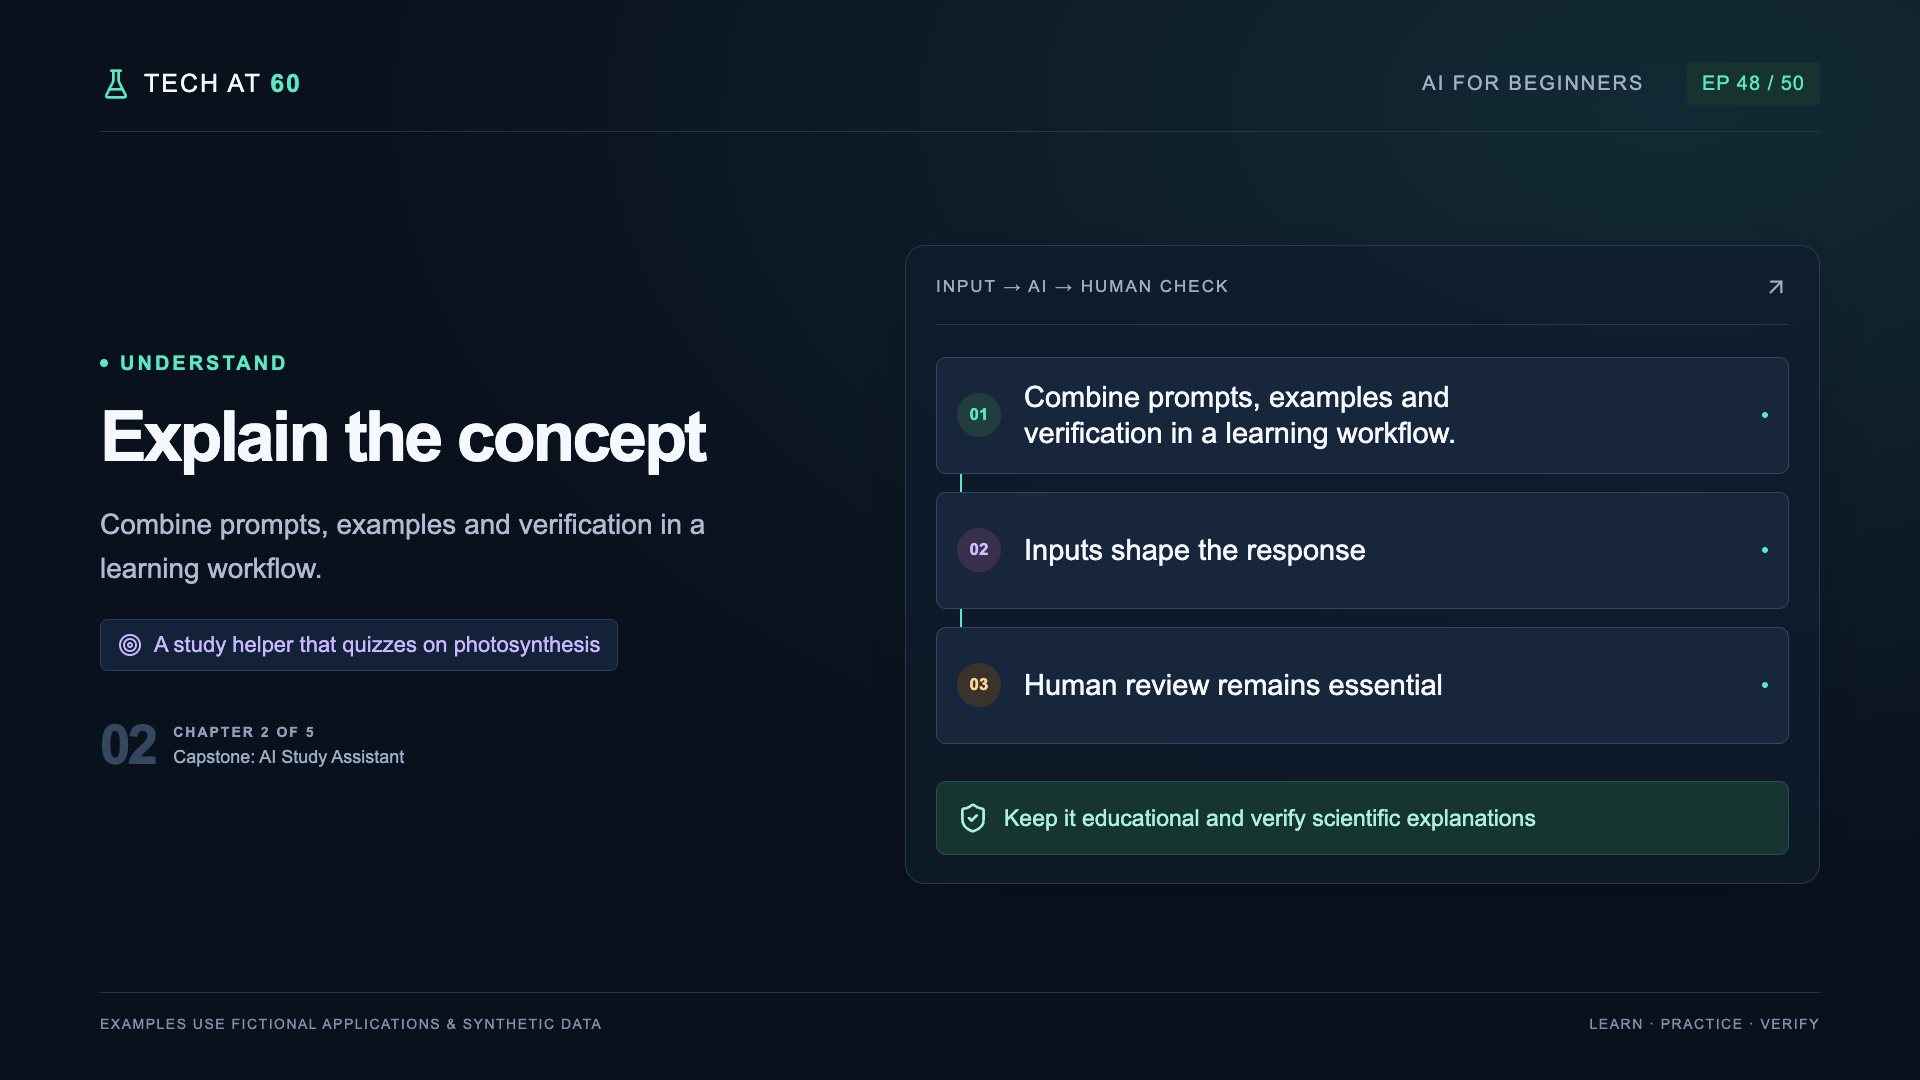 TECH AT 60
AI FOR BEGINNERS
EP 48 / 50
UNDERSTAND
Explain the concept
Combine prompts, examples and verification in a
learning workflow.
A study helper that quizzes on photosynthesis
02
CHAPTER 2 OF 5
Capstone: AI Study Assistant
INPUT → AI → HUMAN CHECK
01
Combine prompts, examples and
verification in a learning workflow.
02
Inputs shape the response
03
Human review remains essential
Keep it educational and verify scientific explanations
EXAMPLES USE FICTIONAL APPLICATIONS & SYNTHETIC DATA
LEARN · PRACTICE · VERIFY